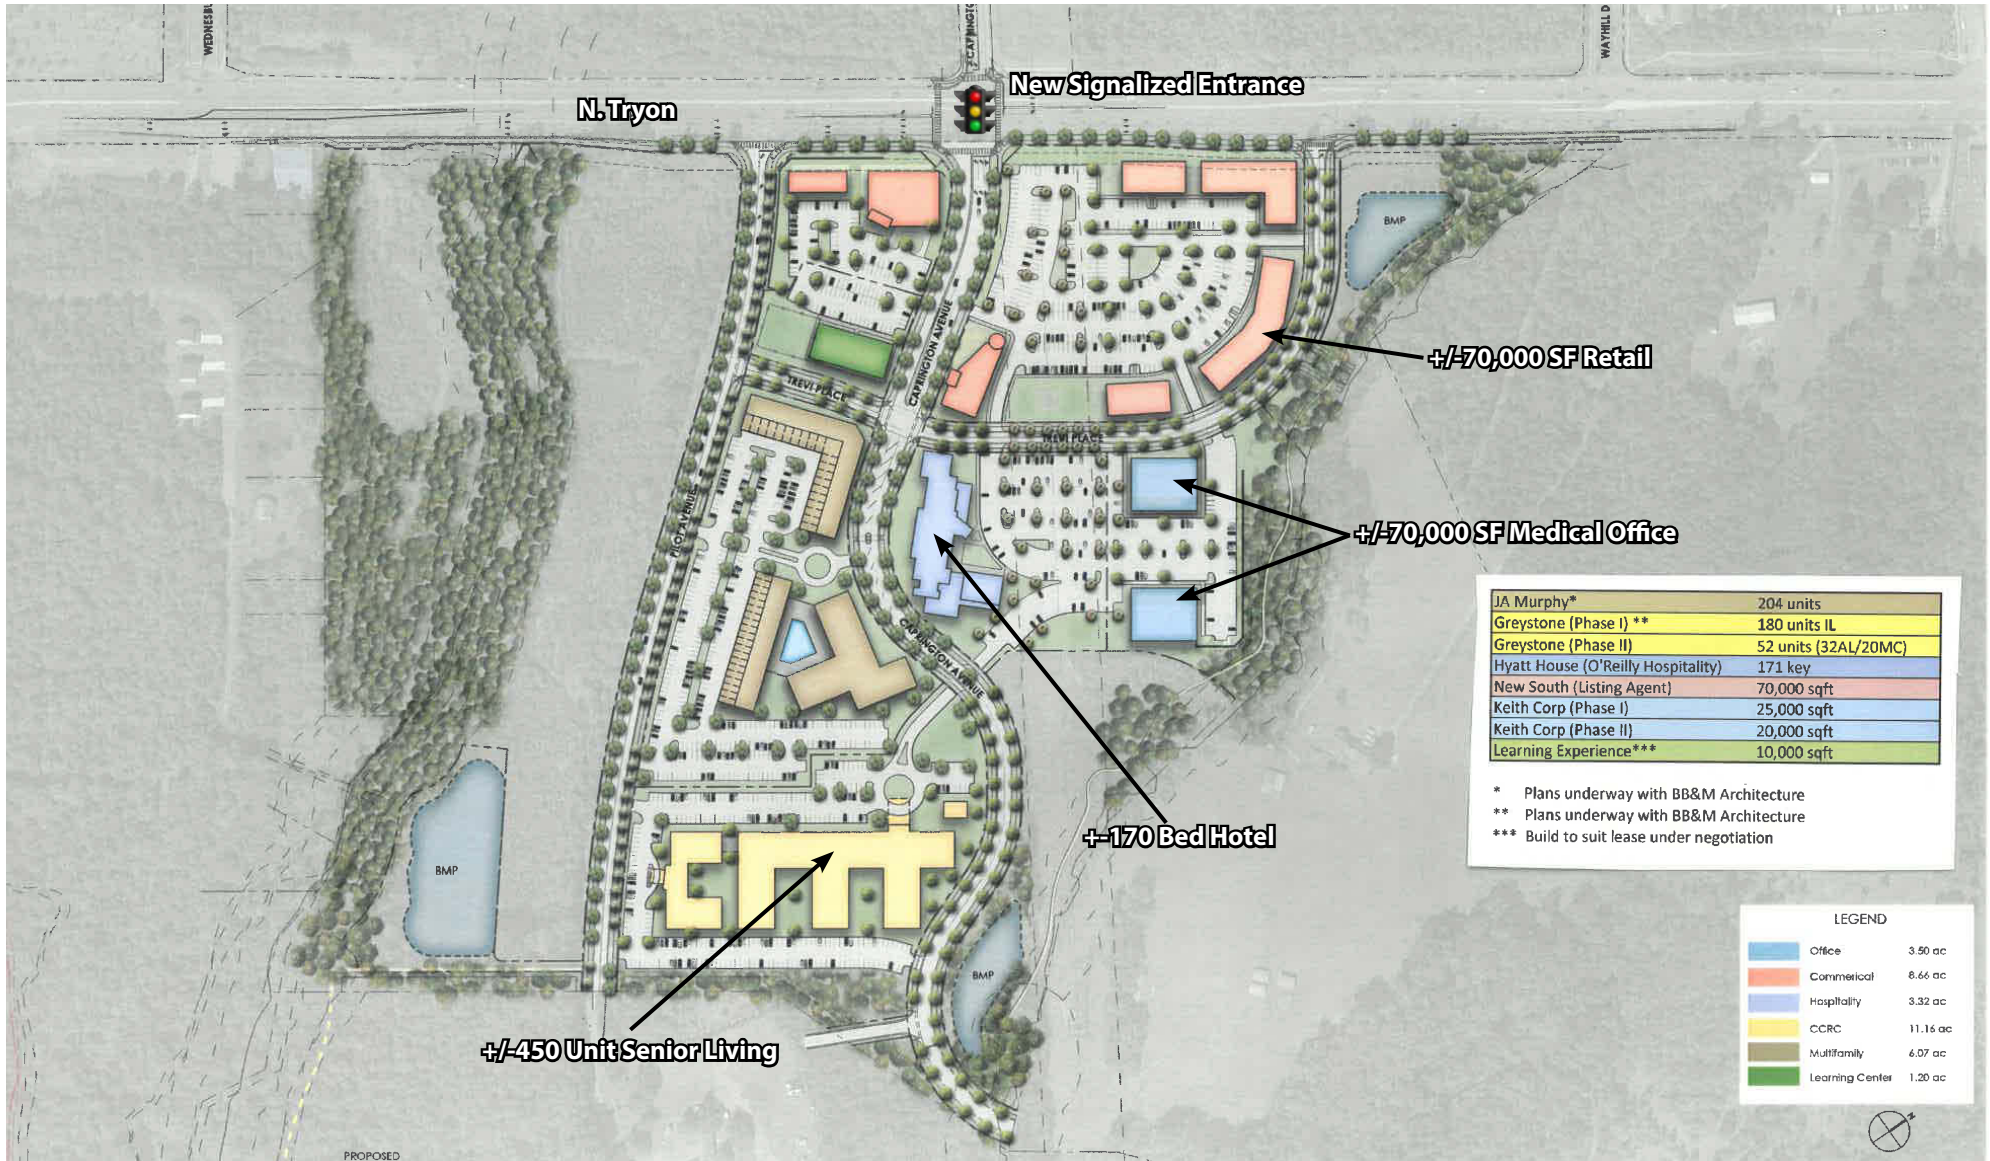 WEDNESBU
CAPRINGTO
WAYHILL D
New Signalized Entrance
N. Tryon
BMP
CAPRINGTON AVENUE
+/-70,000 SF Retail
TREVI PLACE
TREVI PLACE
PILOT AVENUE
+/-70,000 SF Medical Office
JA Murphy* 204 units
Greystone (Phase I) ** 180 units IL
Greystone (Phase II) 52 units (32AL/20MC)
Hyatt House (O'Reilly Hospitality) 171 key
New South (Listing Agent) 70,000 sqft
Keith Corp (Phase I) 25,000 sqft
Keith Corp (Phase II) 20,000 sqft
Learning Experience*** 10,000 sqft
* Plans underway with BB&M Architecture
** Plans underway with BB&M Architecture
*** Build to suit lease under negotiation
CAPRINGTON AVENUE
+-170 Bed Hotel
BMP
BMP
+/-450 Unit Senior Living
LEGEND
Office 3.50 ac
Commerical 8.66 ac
Hospitality 3.32 ac
CCRC 11.16 ac
Multifamily 6.07 ac
Learning Center 1.20 ac
N
PROPOSED